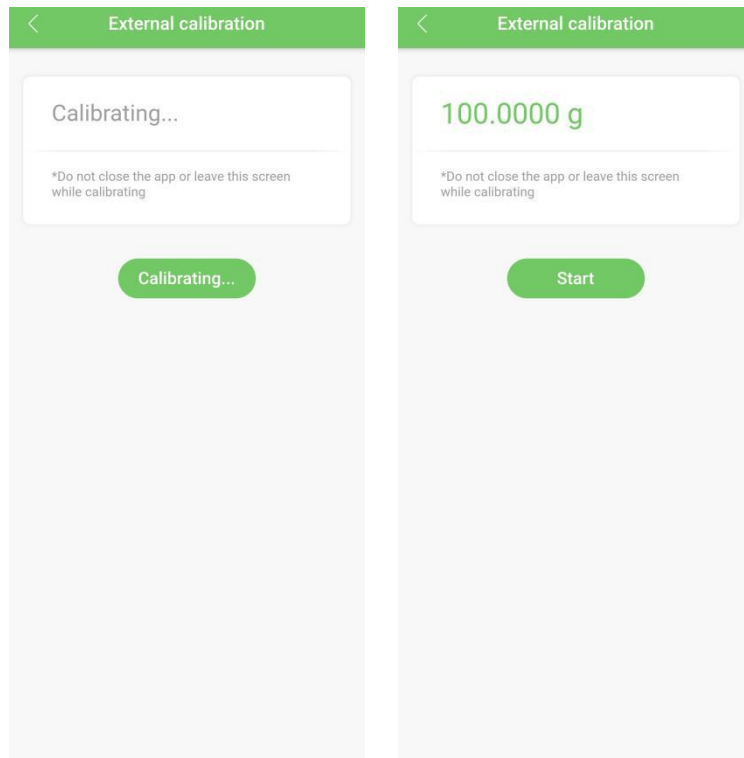 External calibration
Calibrating...
*Do not close the app or leave this screen
while calibrating
Calibrating...
External calibration
100.0000 g
*Do not close the app or leave this screen
while calibrating
Start